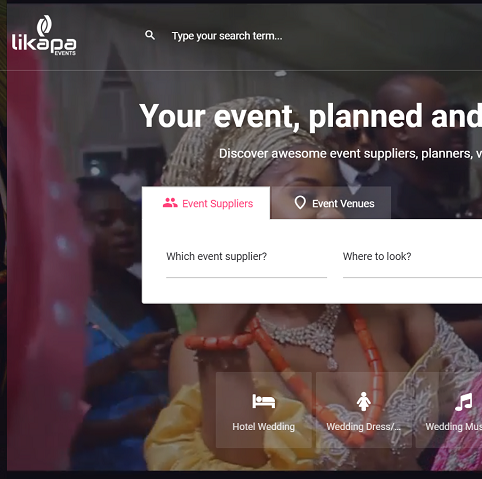 likapa
EVENTS
Type your search term...
Your event, planned and
Discover awesome event suppliers, planners, v
Event Suppliers
Event Venues
Which event supplier?
Where to look?
Hotel Wedding
Wedding Dress/...
Wedding Mus